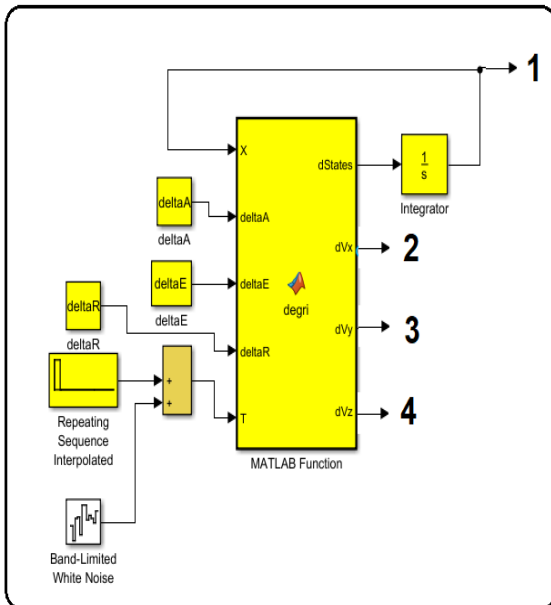 1
X
dStates
1
s
Integrator
deltaA
deltaA
deltaA
dVx
2
deltaE
deltaE
deltaE
degri
deltaR
deltaR
dVy
3
deltaR
+
+
Repeating
Sequence
Interpolated
T
dVz
4
MATLAB Function
Band-Limited
White Noise